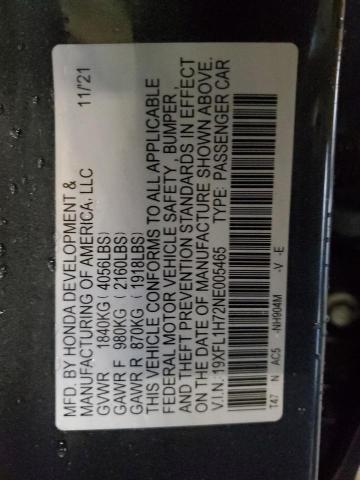 MFD. BY HONDA DEVELOPMENT &
MANUFACTURING OF AMERICA, LLC 11/'21
GVWR 1840KG ( 4056LBS)
GAWR F 980KG ( 2160LBS)
GAWR R 870KG ( 1918LBS)
THIS VEHICLE CONFORMS TO ALL APPLICABLE
FEDERAL MOTOR VEHICLE SAFETY , BUMPER ,
AND THEFT PREVENTION STANDARDS IN EFFECT
ON THE DATE OF MANUFACTURE SHOWN ABOVE.
V.I.N: 19XFL1H72NE005465 TYPE: PASSENGER CAR
T47 N AC5 -NH904M -V -E